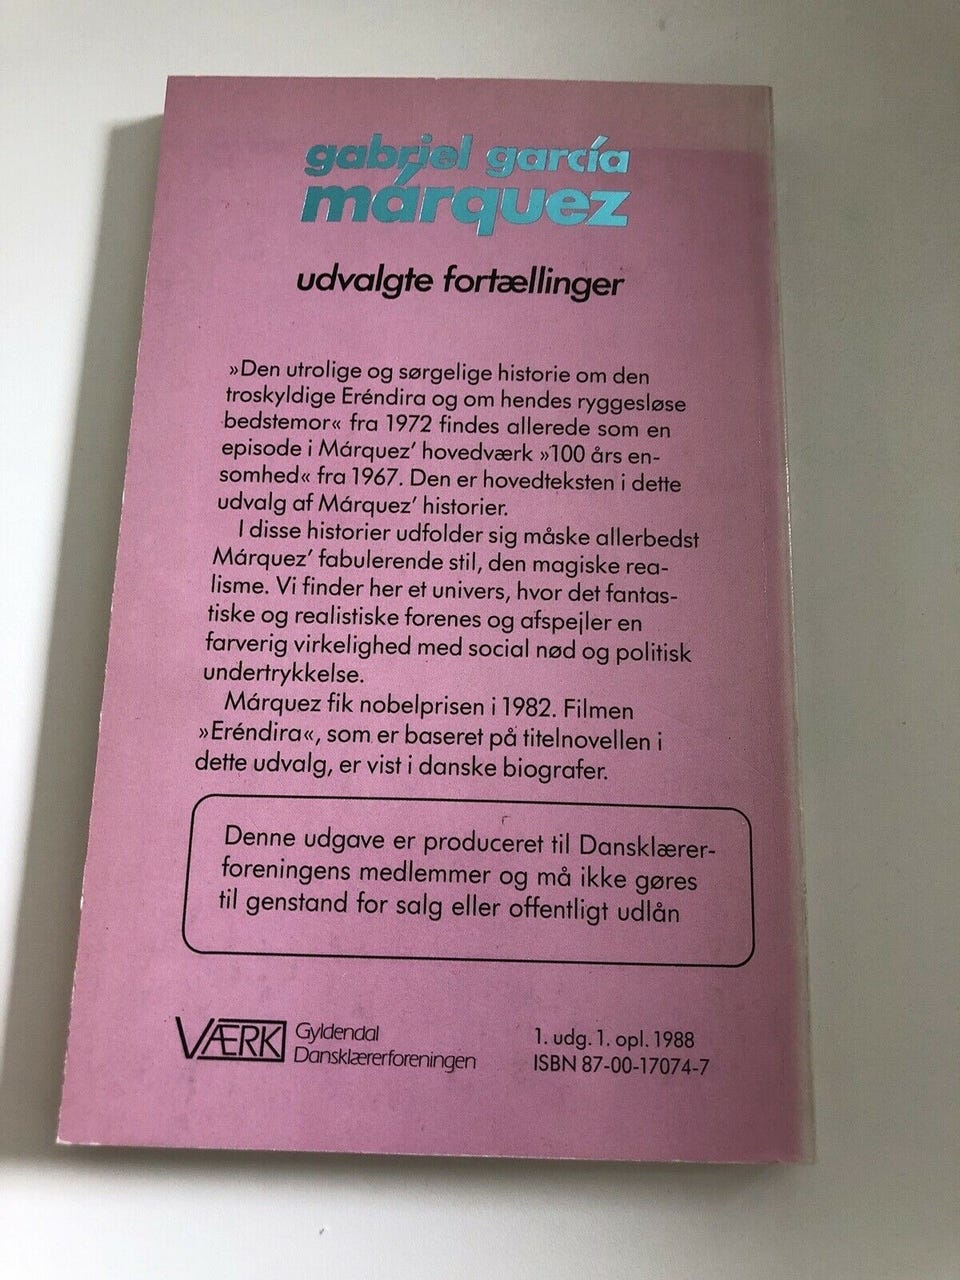 gabriel garcía
márquez
udvalgte fortællinger
»Den utrolige og sørgelige historie om den
troskyldige Eréndira og om hendes ryggesløse
bedstemor« fra 1972 findes allerede som en
episode i Márquez’ hovedværk »100 års en-
somhed« fra 1967. Den er hovedteksten i dette
udvalg af Márquez’ historier.
I disse historier udfolder sig måske allerbedst
Márquez’ fabulerende stil, den magiske rea-
lisme. Vi finder her et univers, hvor det fantas-
tiske og realistiske forenes og afspejler en
farverig virkelighed med social nød og politisk
undertrykkelse.
Márquez fik nobelprisen i 1982. Filmen
»Eréndira«, som er baseret på titelnovellen i
dette udvalg, er vist i danske biografer.
Denne udgave er produceret til Dansklærer-
foreningens medlemmer og må ikke gøres
til genstand for salg eller offentligt udlån
VÆRK
Gyldendal
Dansklærerforeningen
1. udg. 1. opl. 1988
ISBN 87-00-17074-7